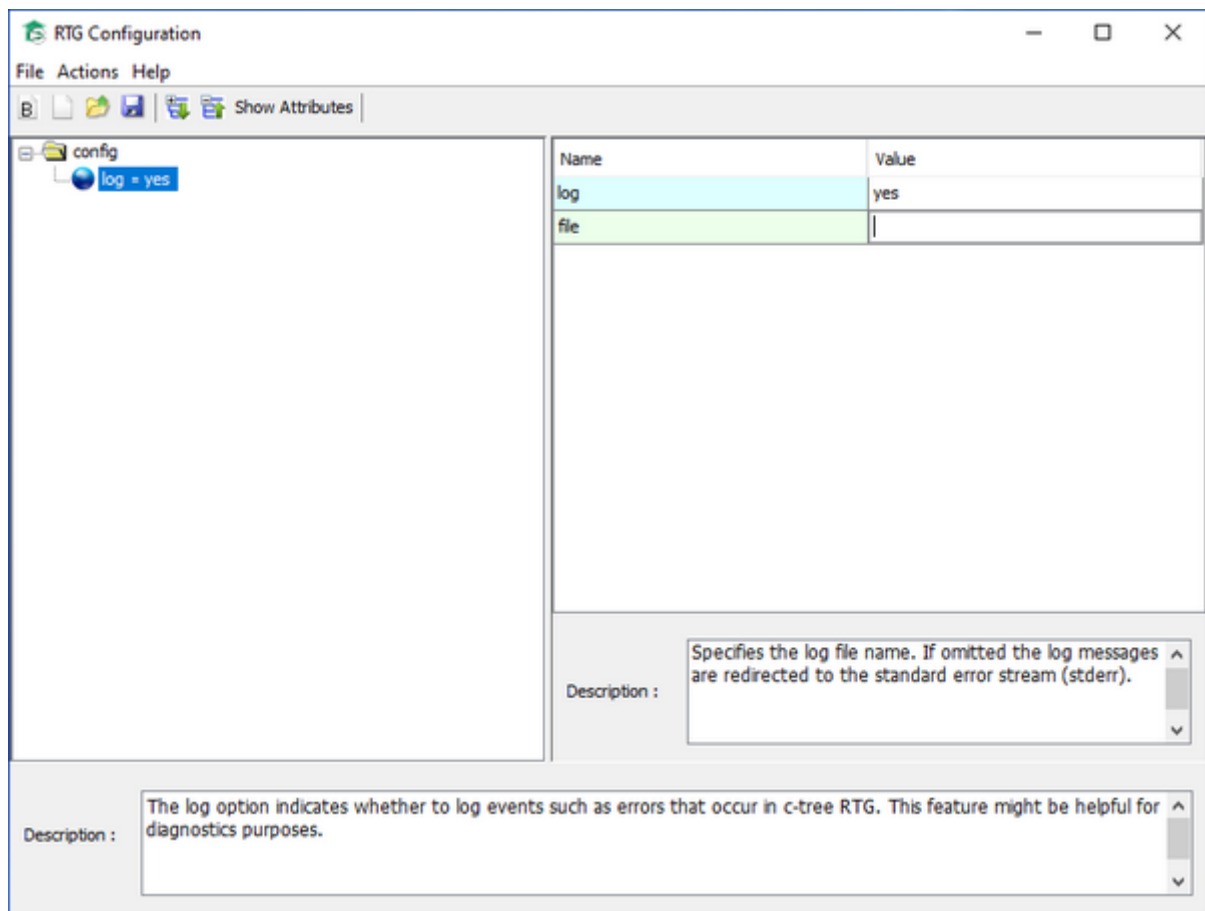 RTG Configuration
File Actions Help
B Show Attributes
config
log = yes
Name Value
log yes
file
Description :
Specifies the log file name. If omitted the log messages
are redirected to the standard error stream (stderr).
Description :
The log option indicates whether to log events such as errors that occur in c-tree RTG. This feature might be helpful for
diagnostics purposes.